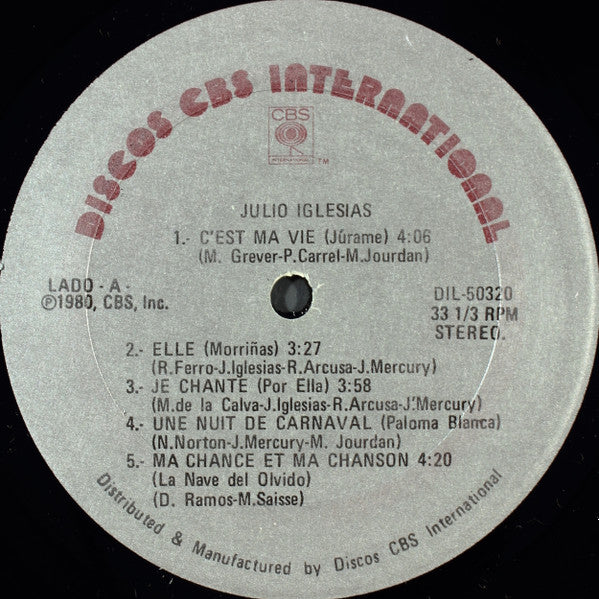 DISCOS CBS INTERNATIONAL
CBS
INTERNATIONAL
TM
JULIO IGLESIAS
1.- C'EST MA VIE (Júrame) 4:06
(M. Grever-P.Carrel-M.Jourdan)
LADO - A -
℗1980, CBS, Inc.
DIL-50320
33 1/3 RPM
STEREO.
2.- ELLE (Morriñas) 3:27
(R.Ferro-J.Iglesias-R.Arcusa-J.Mercury)
3.- JE CHANTE (Por Ella) 3:58
(M.de la Calva-J.Iglesias-R.Arcusa-J.Mercury)
4.- UNE NUIT DE CARNAVAL (Paloma Blanca)
(N.Norton-J.Mercury-M. Jourdan)
5.- MA CHANCE ET MA CHANSON 4:20
(La Nave del Olvido)
(D. Ramos-M.Saisse)
Distributed & Manufactured by Discos CBS International